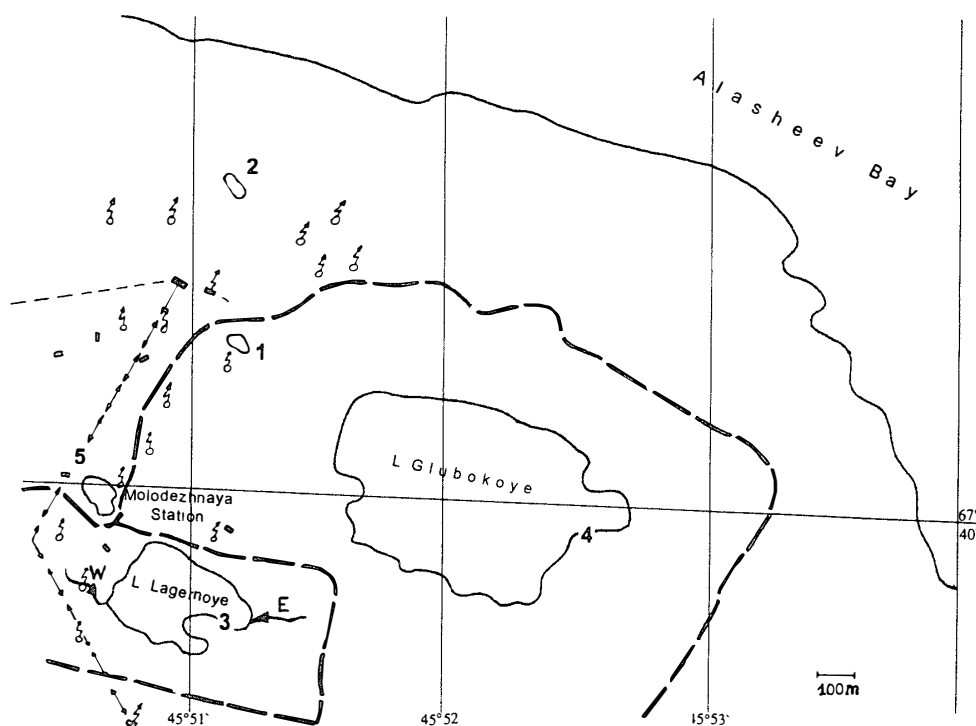 Alasheev Bay
2
1
5
L Glubokoye
Molodezhnaya
Station
67°
40'
4
W
L Lagernoye
3
E
100m
45°51'
45°52
45°53'